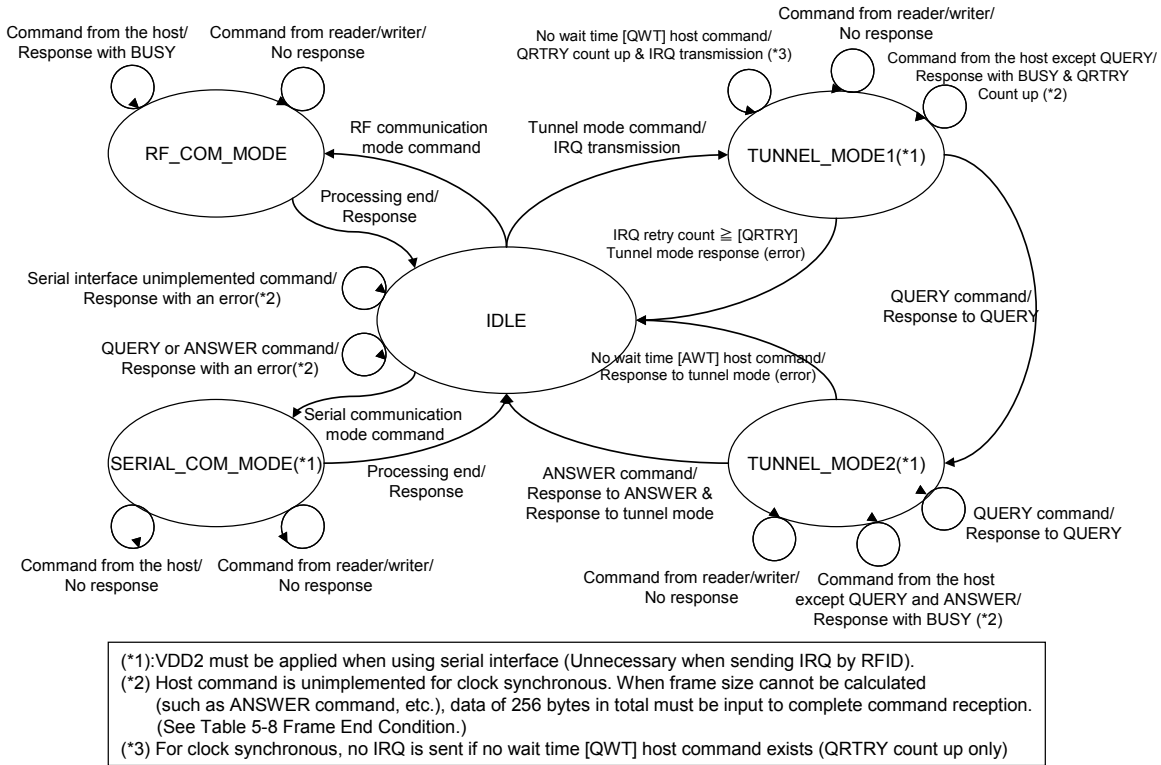 Command from the host/
Response with BUSY
Command from reader/writer/
No response
No wait time [QWT] host command/
QRTRY count up & IRQ transmission (*3)
Command from reader/writer/
No response
Command from the host except QUERY/
Response with BUSY & QRTRY
Count up (*2)
RF_COM_MODE
RF communication
mode command
Tunnel mode command/
IRQ transmission
TUNNEL_MODE1(*1)
Processing end/
Response
IRQ retry count ≧ [QRTRY]
Tunnel mode response (error)
Serial interface unimplemented command/
Response with an error(*2)
IDLE
QUERY command/
Response to QUERY
QUERY or ANSWER command/
Response with an error(*2)
No wait time [AWT] host command/
Response to tunnel mode (error)
Serial communication
mode command
SERIAL_COM_MODE(*1)
Processing end/
Response
ANSWER command/
Response to ANSWER &
Response to tunnel mode
TUNNEL_MODE2(*1)
QUERY command/
Response to QUERY
Command from the host/
No response
Command from reader/writer/
No response
Command from reader/writer/
No response
Command from the host
except QUERY and ANSWER/
Response with BUSY (*2)
(*1):VDD2 must be applied when using serial interface (Unnecessary when sending IRQ by RFID).
(*2) Host command is unimplemented for clock synchronous. When frame size cannot be calculated
(such as ANSWER command, etc.), data of 256 bytes in total must be input to complete command reception.
(See Table 5-8 Frame End Condition.)
(*3) For clock synchronous, no IRQ is sent if no wait time [QWT] host command exists (QRTRY count up only)